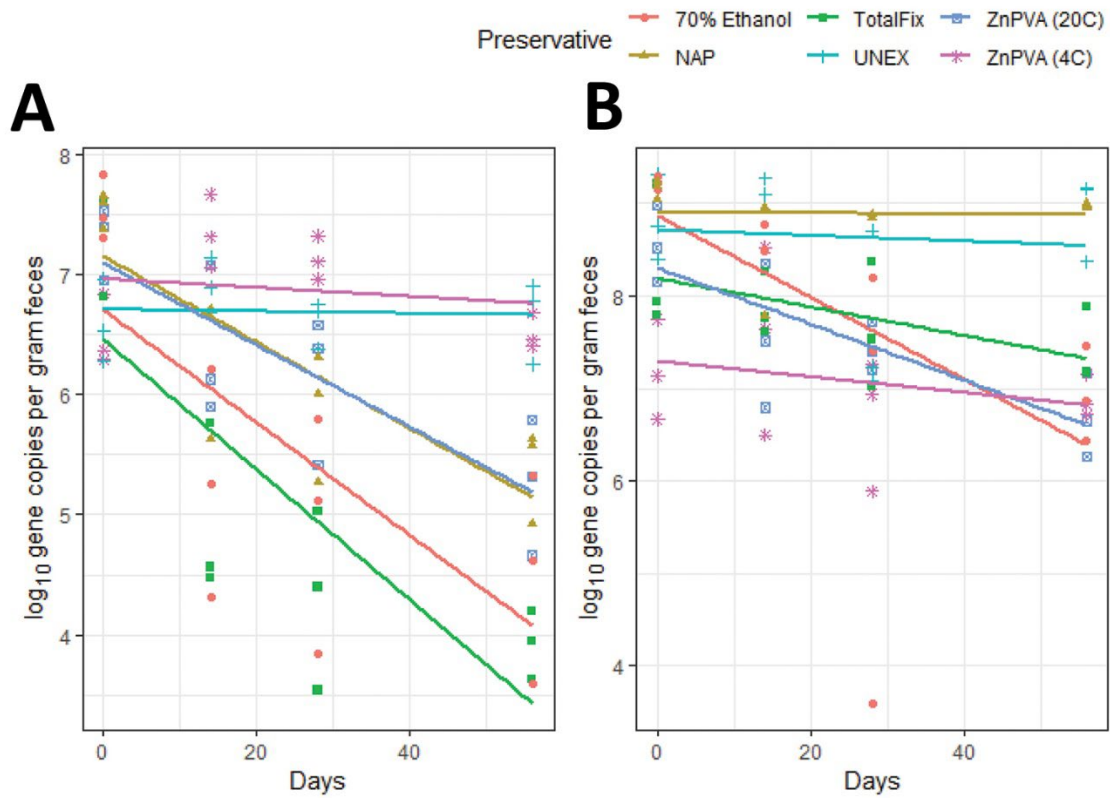 Preservative
70% Ethanol TotalFix ZnPVA (20C)
NAP UNEX ZnPVA (4C)
A
B
log10 gene copies per gram feces
8
7
6
5
4
0 20 40
Days
log10 gene copies per gram feces
8
6
4
0 20 40
Days